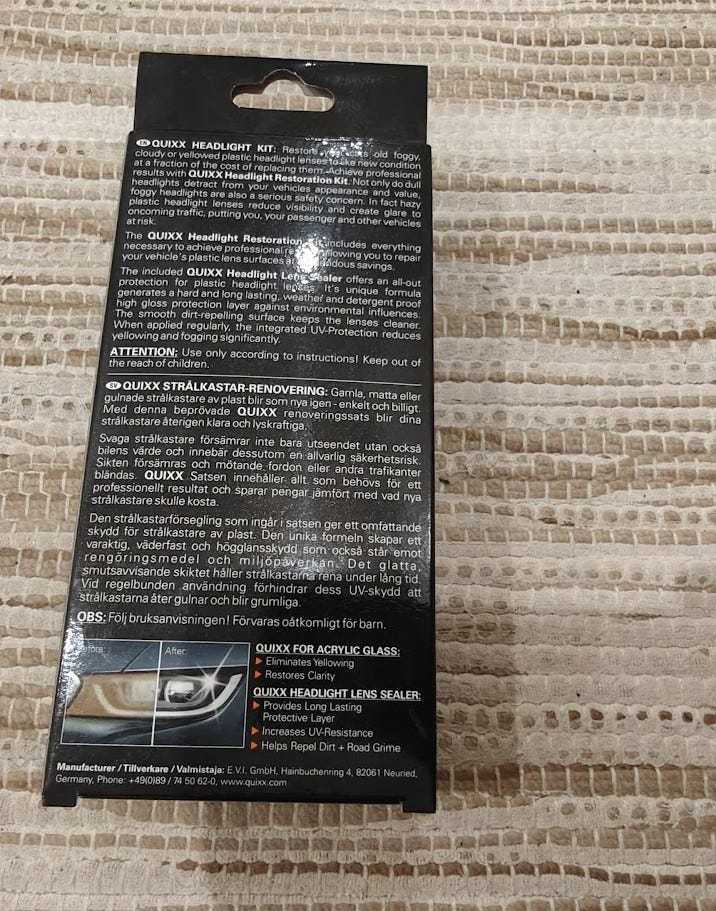 EN QUIXX HEADLIGHT KIT: Restore old foggy,
cloudy or yellowed plastic headlight lenses to like new condition
at a fraction of the cost of replacing them. Achieve professional
results with QUIXX Headlight Restoration Kit. Not only do dull
headlights detract from your vehicles appearance and value,
foggy headlights are also a serious safety concern. In fact hazy
plastic headlight lenses reduce visibility and create glare to
oncoming traffic, putting you, your passenger and other vehicles
at risk.
The QUIXX Headlight Restoration includes everything
necessary to achieve professional allowing you to repair
your vehicle's plastic lens surfaces savings.
The included QUIXX Headlight Lens Sealer offers an all-out
protection for plastic headlight lenses. It's unique formula
generates a hard and long lasting, weather and detergent proof
high gloss protection layer against environmental influences.
The smooth dirt-repelling surface keeps the lenses cleaner.
When applied regularly, the integrated UV-Protection reduces
yellowing and fogging significantly.
ATTENTION: Use only according to instructions! Keep out of
the reach of children.
SV QUIXX STRÅLKASTAR-RENOVERING: Gamla, matta eller
gulnade strålkastare av plast blir som nya igen - enkelt och billigt.
Med denna beprövade QUIXX renoveringssats blir dina
strålkastare återigen klara och lyskraftiga.
Svaga strålkastare försämrar inte bara utseendet utan också
bilens värde och innebär dessutom en allvarlig säkerhetsrisk.
Sikten försämras och mötande fordon eller andra trafikanter
bländas. QUIXX Satsen innehåller allt som behövs för ett
professionellt resultat och sparar pengar jämfört med vad nya
strålkastare skulle kosta.
Den strålkastarförsegling som ingår i satsen ger ett omfattande
skydd för strålkastare av plast. Den unika formeln skapar ett
varaktig, väderfast och högglansskydd som också står emot
rengöringsmedel och miljöpåverkan. Det glatta,
smutsavvisande skiktet håller strålkastarna rena under lång tid.
Vid regelbunden användning förhindrar dess UV-skydd att
strålkastarna åter gulnar och blir grumliga.
OBS: Följ bruksanvisningen! Förvaras oåtkomligt för barn.
Before:
After:
QUIXX FOR ACRYLIC GLASS:
Eliminates Yellowing
Restores Clarity
QUIXX HEADLIGHT LENS SEALER:
Provides Long Lasting
Protective Layer
Increases UV-Resistance
Helps Repel Dirt + Road Grime
Manufacturer / Tillverkare / Valmistaja: E.V.I. GmbH, Hainbuchenring 4, 82061 Neuried,
Germany, Phone: +49(0)89 / 74 50 62-0, www.quixx.com